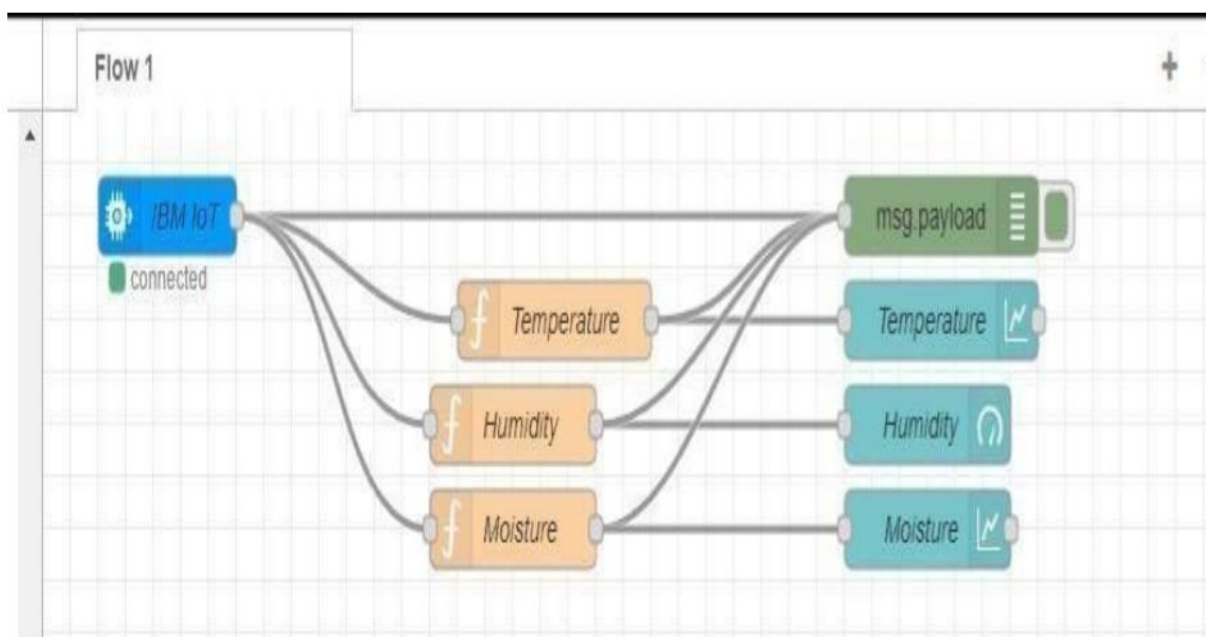 Flow 1
IBM IoT
connected
msg.payload
Temperature
Temperature
Humidity
Humidity
Moisture
Moisture